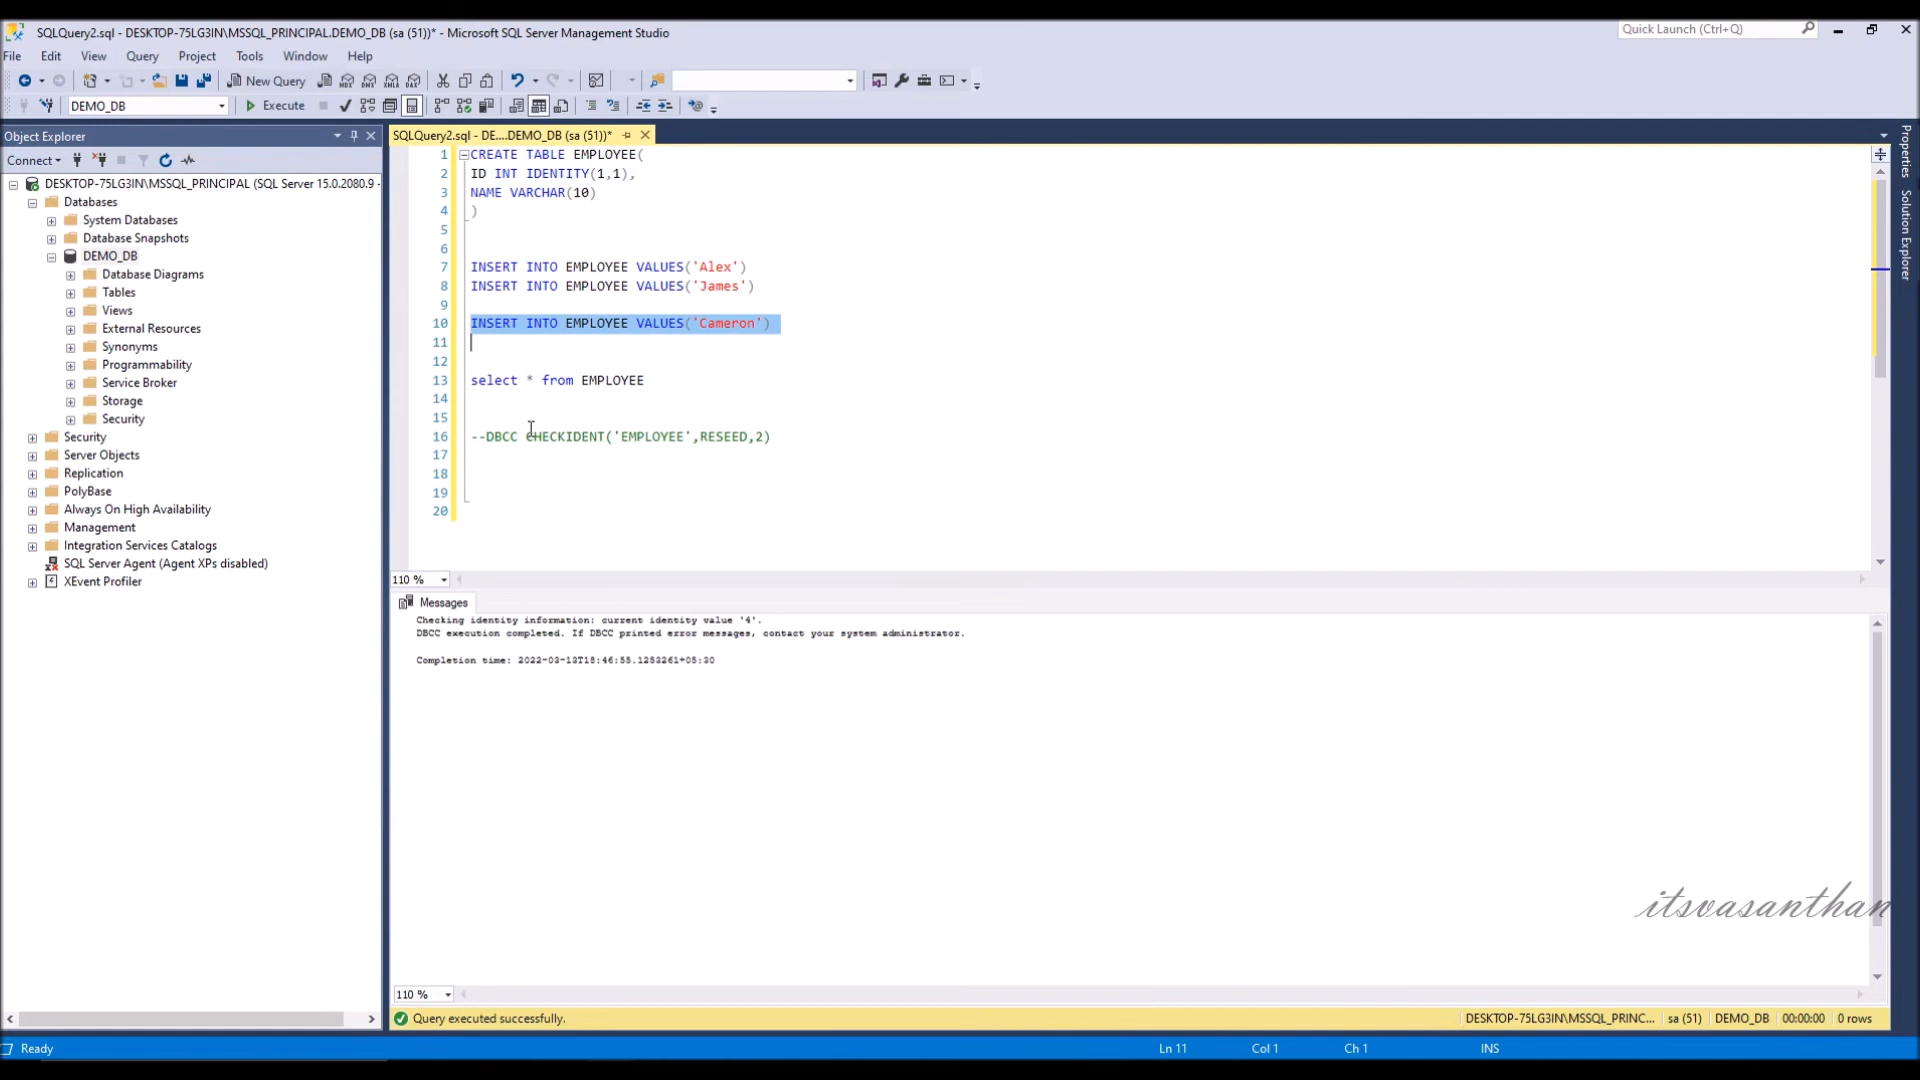 SQLQuery2.sql - DESKTOP-75LG3IN\MSSQL_PRINCIPAL.DEMO_DB (sa (51))* - Microsoft SQL Server Management Studio
Quick Launch (Ctrl+Q)
File Edit View Query Project Tools Window Help
New Query
DEMO_DB
Execute
Object Explorer
Connect
DESKTOP-75LG3IN\MSSQL_PRINCIPAL (SQL Server 15.0.2080.9 -
Databases
System Databases
Database Snapshots
DEMO_DB
Database Diagrams
Tables
Views
External Resources
Synonyms
Programmability
Service Broker
Storage
Security
Security
Server Objects
Replication
PolyBase
Always On High Availability
Management
Integration Services Catalogs
SQL Server Agent (Agent XPs disabled)
XEvent Profiler
SQLQuery2.sql - DE....DEMO_DB (sa (51))*
1 CREATE TABLE EMPLOYEE(
2 ID INT IDENTITY(1,1),
3 NAME VARCHAR(10)
4 )
5
6
7 INSERT INTO EMPLOYEE VALUES('Alex')
8 INSERT INTO EMPLOYEE VALUES('James')
9
10 INSERT INTO EMPLOYEE VALUES('Cameron')
11
12
13 select * from EMPLOYEE
14
15
16 --DBCC CHECKIDENT('EMPLOYEE',RESEED,2)
17
18
19
20
110 %
Messages
Checking identity information: current identity value '4'.
DBCC execution completed. If DBCC printed error messages, contact your system administrator.
Completion time: 2022-03-13T18:46:55.1253261+05:30
110 %
Query executed successfully.
DESKTOP-75LG3IN\MSSQL_PRINC... sa (51) DEMO_DB 00:00:00 0 rows
Ready
Ln 11 Col 1 Ch 1 INS
Properties
Solution Explorer
itsvasanthan